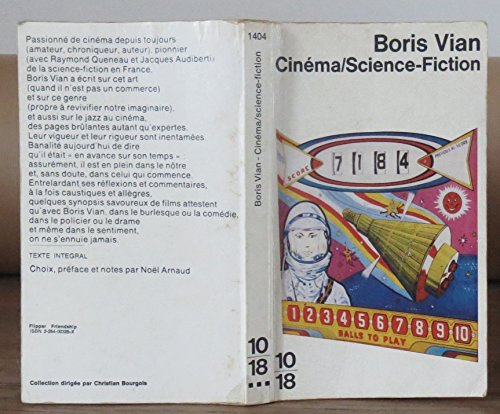 Passionné de cinéma depuis toujours
(amateur, chroniqueur, auteur), pionnier
(avec Raymond Queneau et Jacques Audiberti)
de la science-fiction en France,
Boris Vian a écrit sur cet art
(quand il n'est pas un commerce)
et sur ce genre
(propre à revivifier notre imaginaire),
et aussi sur le jazz au cinéma,
des pages brûlantes autant qu'expertes.
Leur vigueur et leur rigueur sont inentamées.
Banalité aujourd'hui de dire
qu'il était - en avance sur son temps -
assurément, il est en plein dans le nôtre
et, sans doute, dans celui qui commence.
Entrelardant ses réflexions et commentaires,
à la fois caustiques et allègres,
quelques synopsis savoureux de films attestent
qu'avec Boris Vian, dans le burlesque ou la comédie,
dans le policier ou le drame
et même dans le sentiment,
on ne s'ennuie jamais.
TEXTE INTEGRAL
Choix, préface et notes par Noël Arnaud
Flipper Friendship
Collection dirigée par Christian Bourgois
1404
Boris Vian - Cinéma/science-fiction
10
18
Boris Vian
Cinéma/Science-Fiction
SCORE
7 1 8 4
1 2 3 4 5 6 7 8 9 10
BALLS TO PLAY
10
18